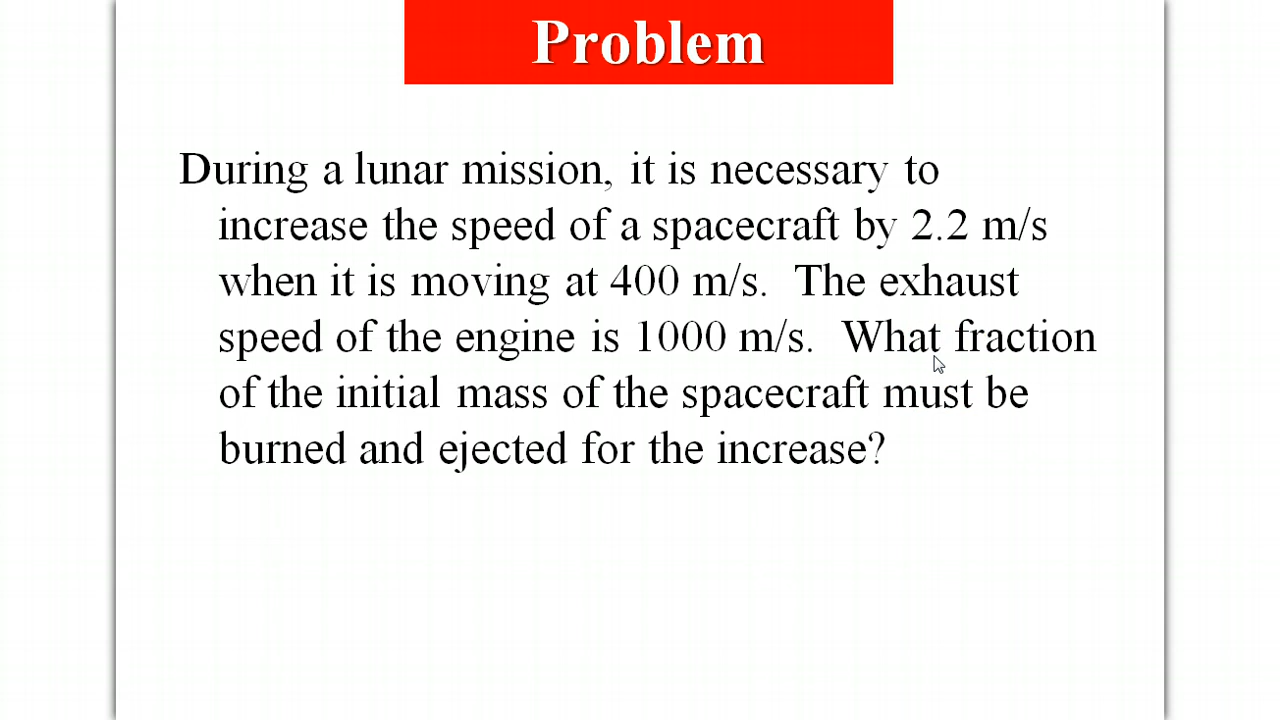 Problem
During a lunar mission, it is necessary to
increase the speed of a spacecraft by 2.2 m/s
when it is moving at 400 m/s.  The exhaust
speed of the engine is 1000 m/s.  What fraction
of the initial mass of the spacecraft must be
burned and ejected for the increase?